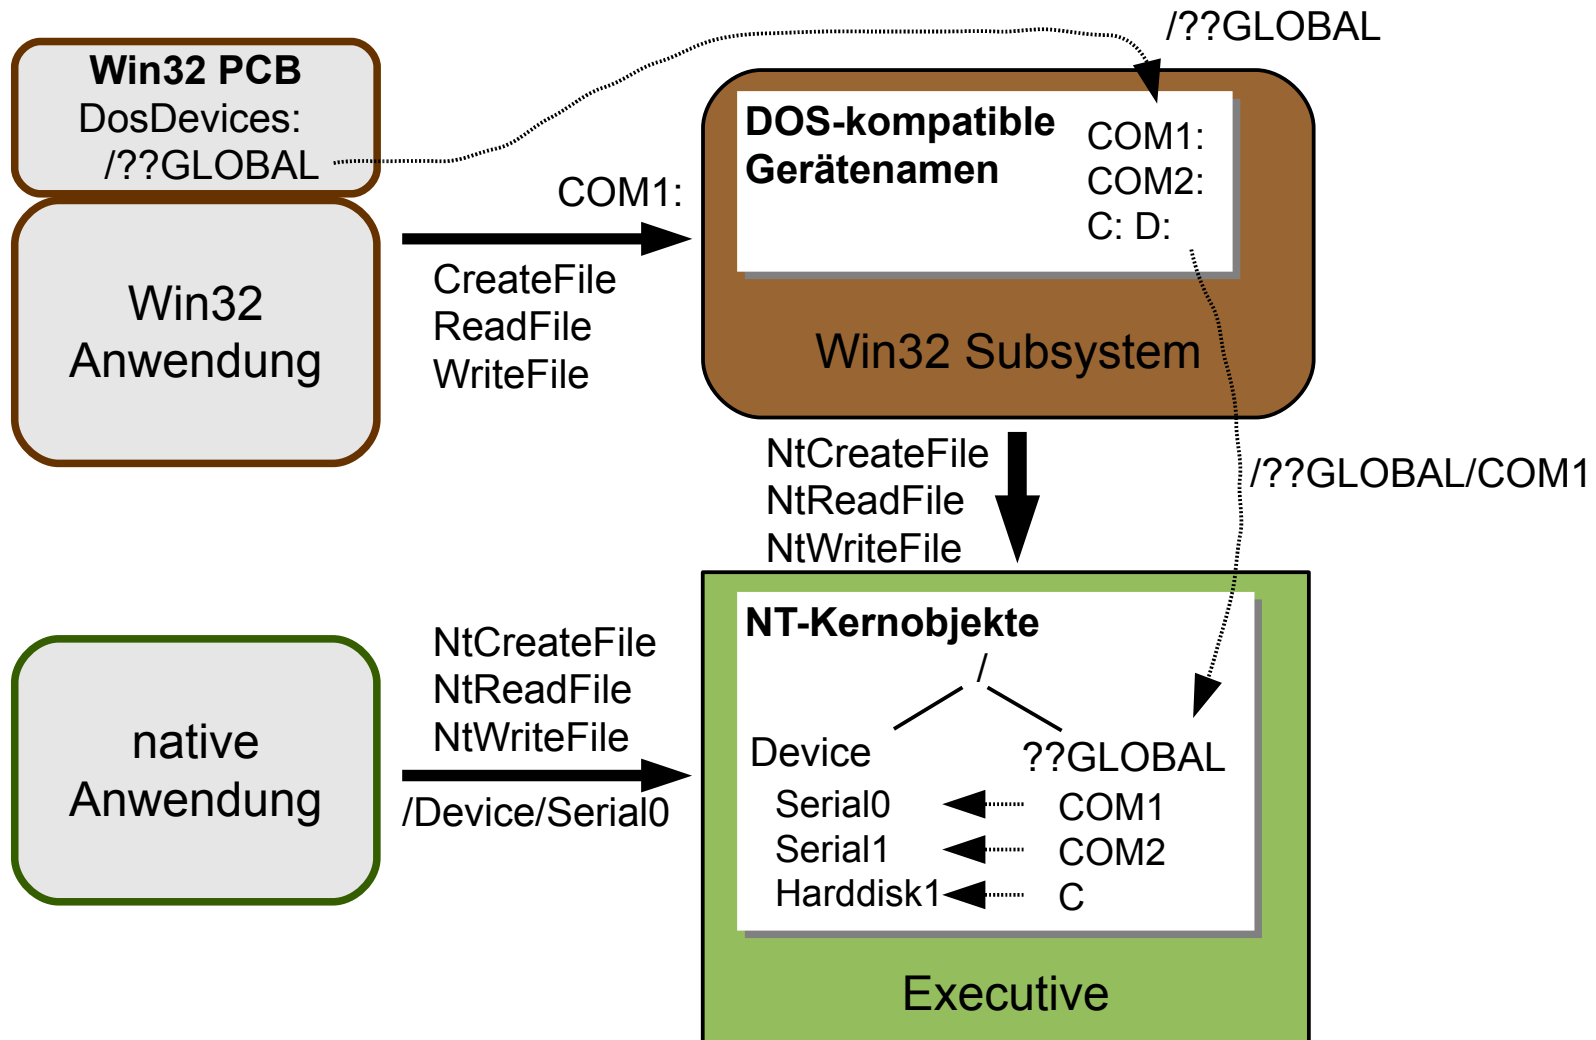 /??GLOBAL
Win32 PCB
DosDevices:
/??GLOBAL
DOS-kompatible
Gerätenamen
COM1:
COM2:
C: D:
COM1:
CreateFile
ReadFile
WriteFile
Win32
Anwendung
Win32 Subsystem
NtCreateFile
NtReadFile
NtWriteFile
/??GLOBAL/COM1
NT-Kernobjekte
/
Device
??GLOBAL
Serial0
COM1
Serial1
COM2
Harddisk1
C
NtCreateFile
NtReadFile
NtWriteFile
/Device/Serial0
native
Anwendung
Executive